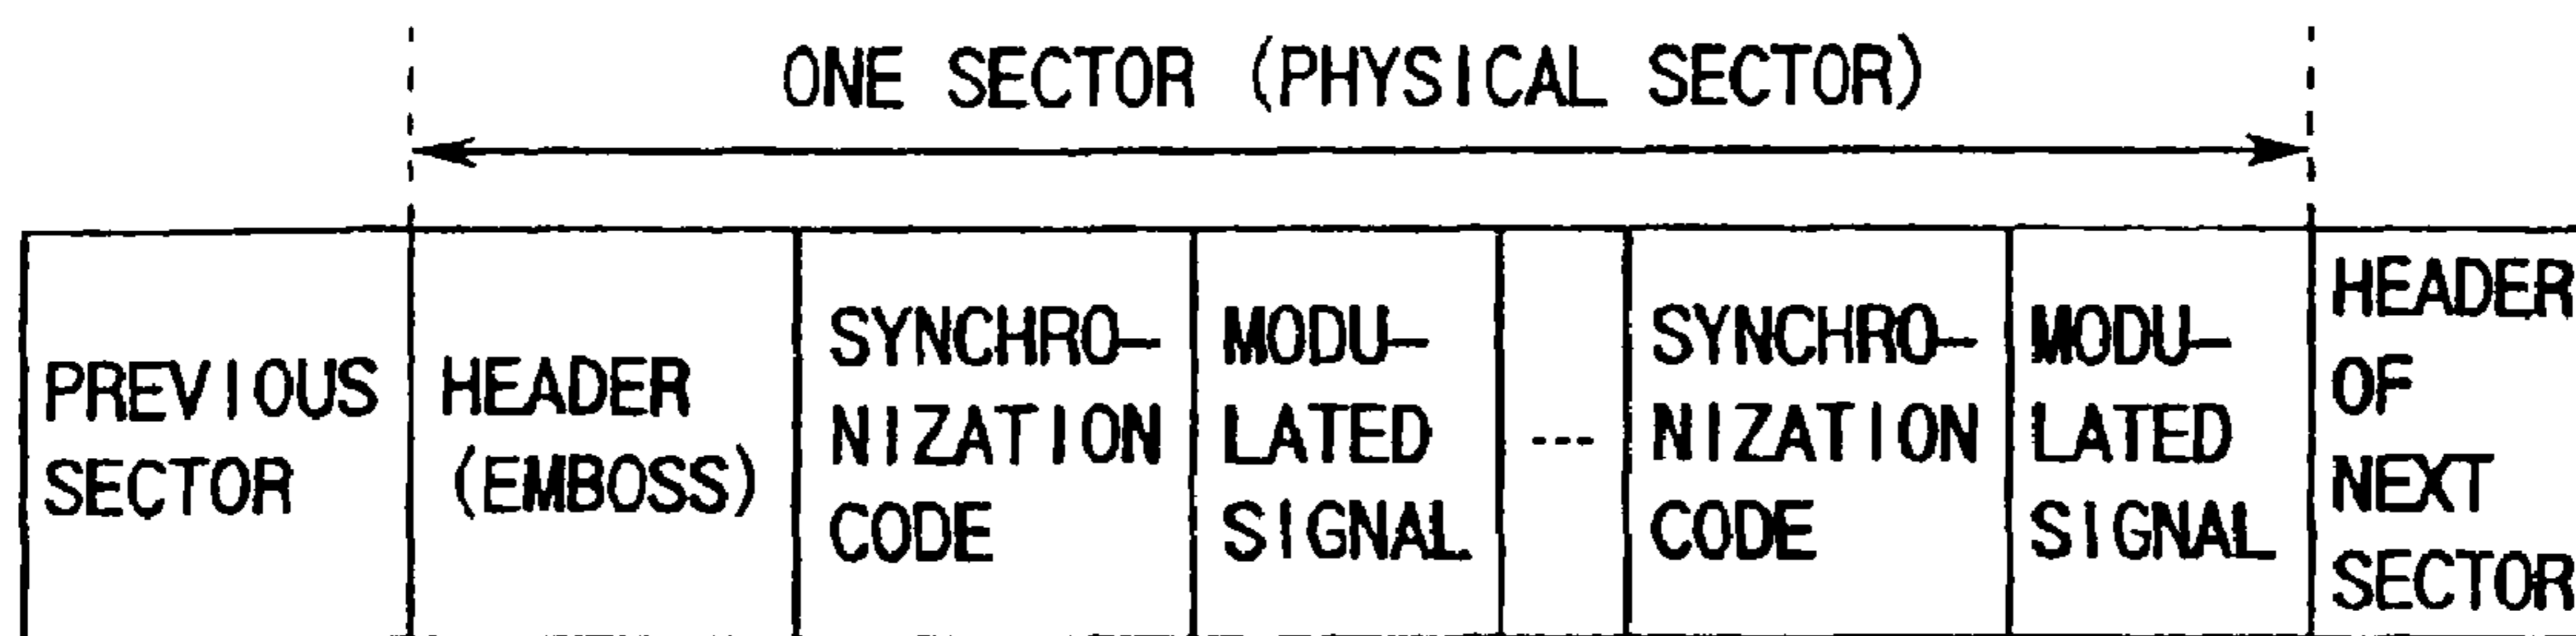 ONE SECTOR (PHYSICAL SECTOR)
PREVIOUS
SECTOR
HEADER
(EMBOSS)
SYNCHRO–
NIZATION
CODE
MODU–
LATED
SIGNAL
---
SYNCHRO–
NIZATION
CODE
MODU–
LATED
SIGNAL
HEADER
OF
NEXT
SECTOR